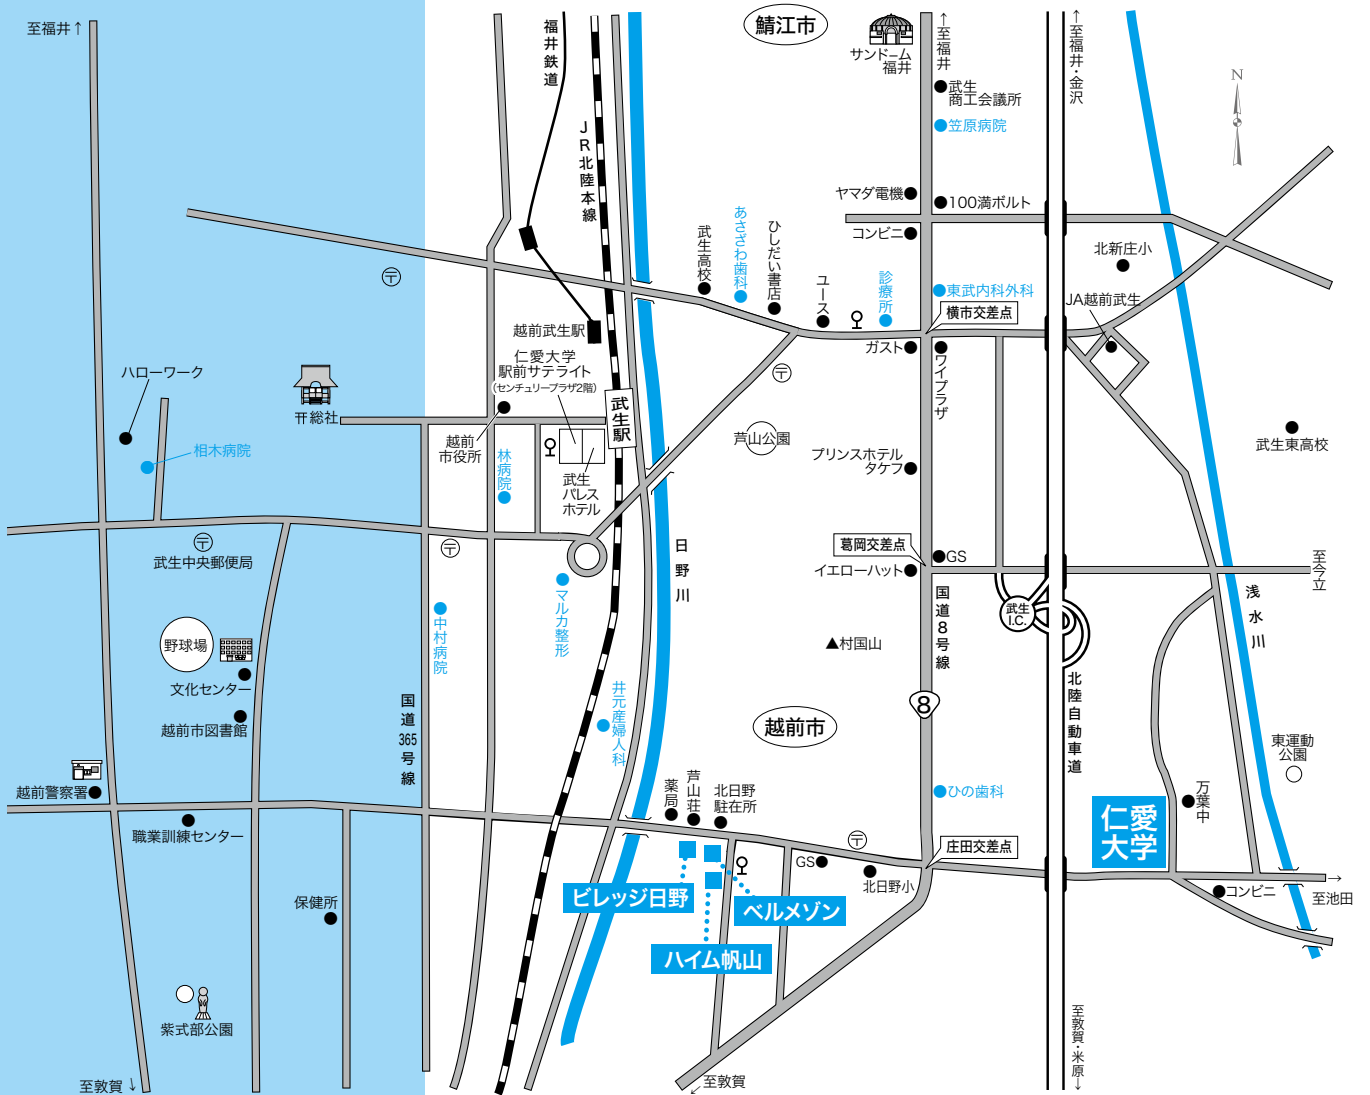 至福井↑
福井鉄道
JR北陸本線
鯖江市
サンドーム
福井
↑至福井
↑至福井・金沢
N
武生
商工会議所
笠原病院
ヤマダ電機
100満ボルト
コンビニ
北新庄小
武生高校
あさざわ歯科
ひしだい書店
ユース
診療所
東武内科外科
横市交差点
JA越前武生
〒
越前武生駅
ガスト
ワイプラザ
仁愛大学
駅前サテライト
(センチュリープラザ2階)
〒
ハローワーク
総社
武生駅
越前
市役所
芦山公園
武生東高校
相木病院
林病院
武生
パレス
ホテル
プリンスホテル
タケフ
〒
武生中央郵便局
〒
日野川
葛岡交差点
GS
イエローハット
至今立
マルカ整形
中村病院
国道8号線
武生
I.C.
浅水川
野球場
村国山
文化センター
井元産婦人科
北陸自動車道
国道365号線
越前市図書館
8
越前市
東運動
公園
越前警察署
薬局
芦山荘
北日野
駐在所
ひの歯科
万葉中
仁愛
大学
職業訓練センター
〒
庄田交差点
GS
北日野小
コンビニ
→
至池田
ビレッジ日野
ベルメゾン
保健所
ハイム帆山
紫式部公園
至敦賀↓
至敦賀
↙
至敦賀・米原↓